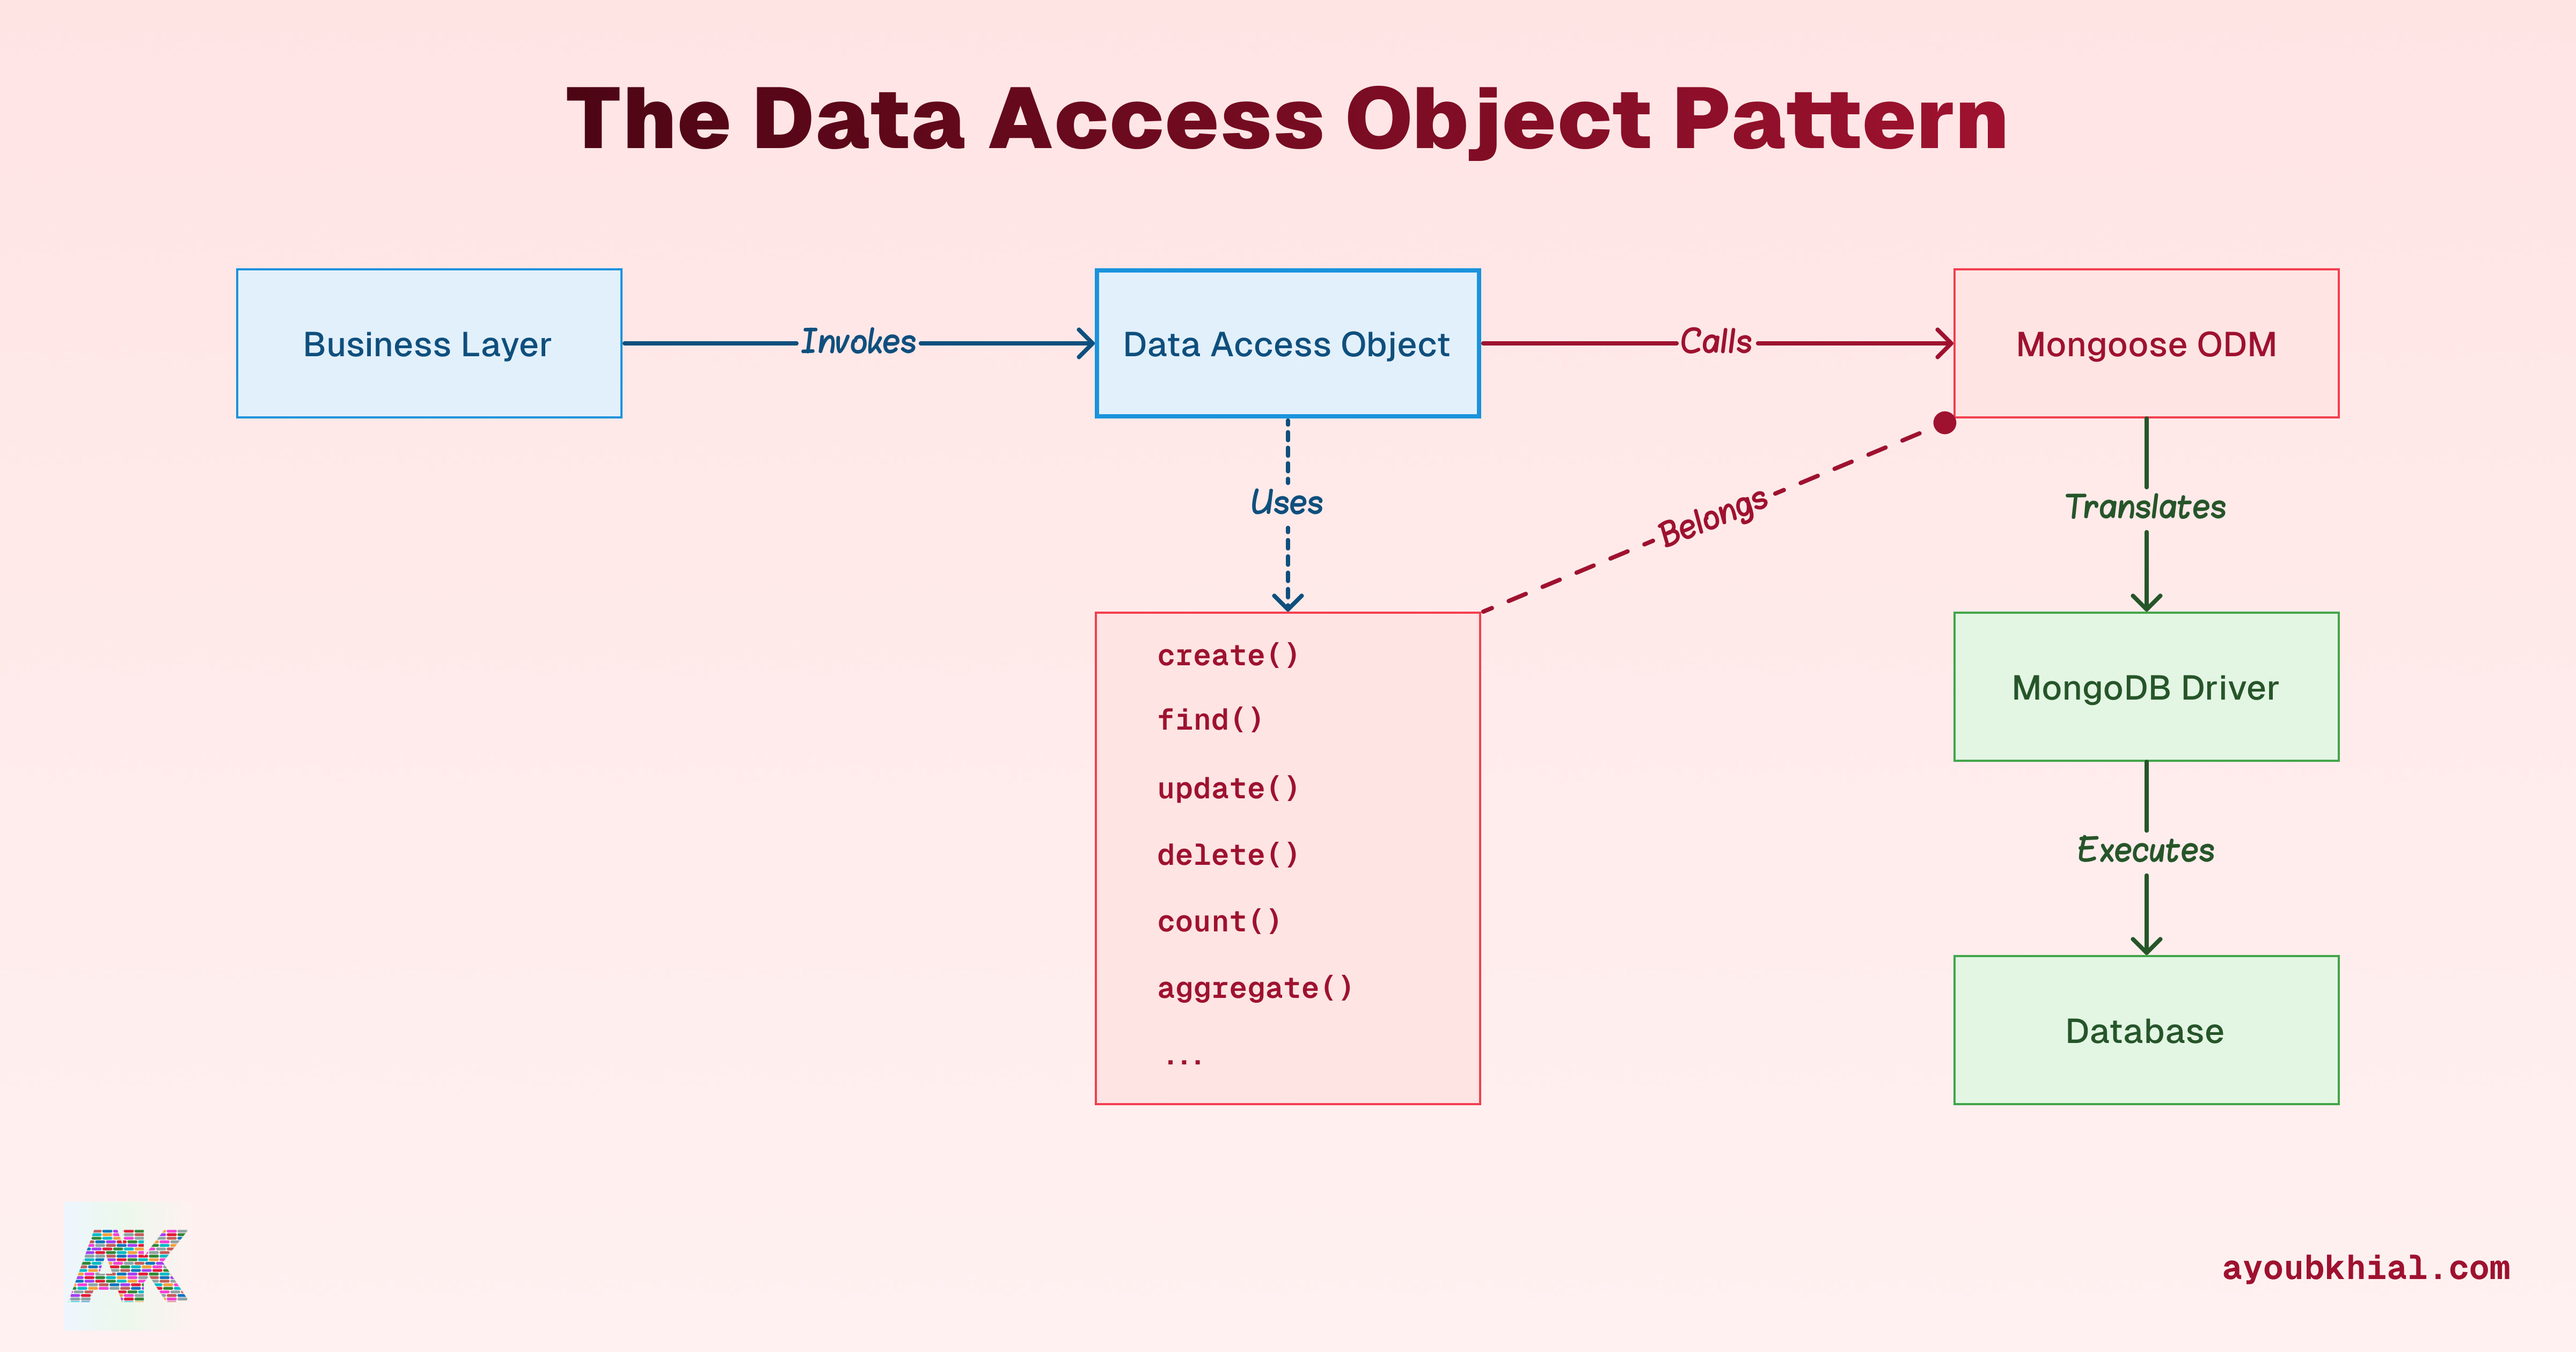 The Data Access Object Pattern
Business Layer
Invokes
Data Access Object
Calls
Mongoose ODM
Uses
Belongs
Translates
create()
find()
update()
delete()
count()
aggregate()
...
MongoDB Driver
Executes
Database
AK
ayoubkhial.com